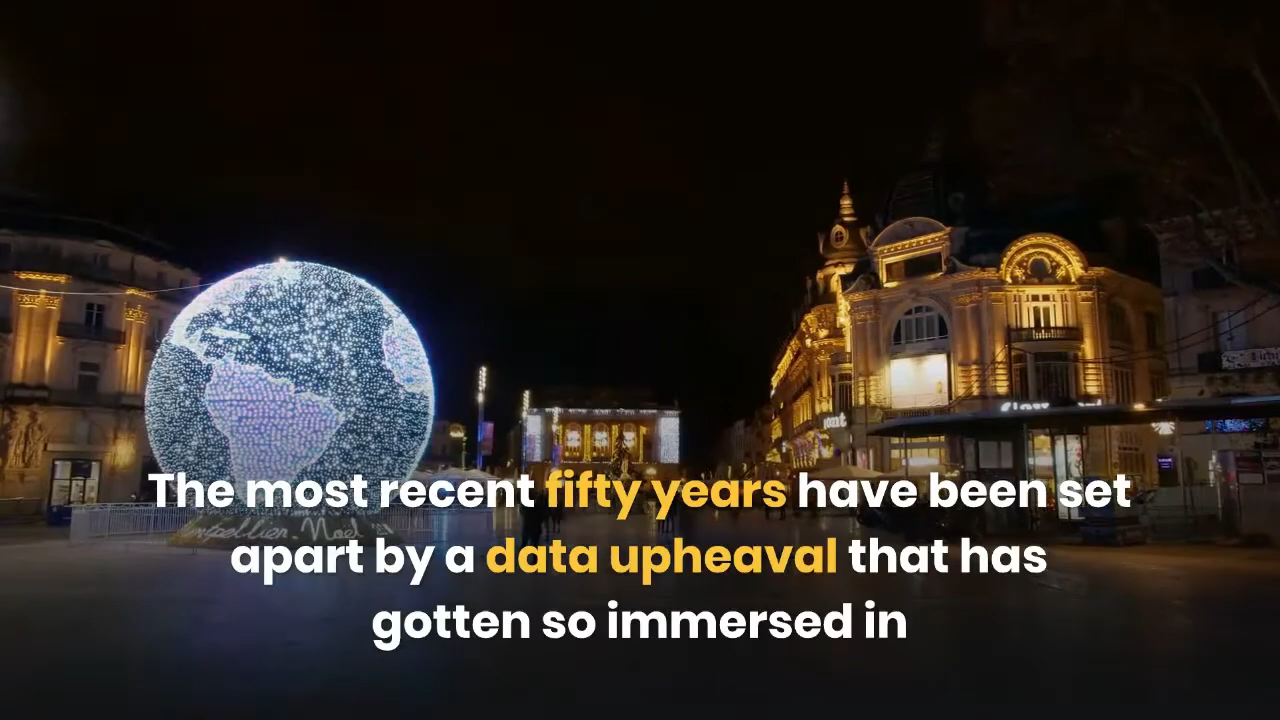 The most recent fifty years have been set
apart by a data upheaval that has
gotten so immersed in